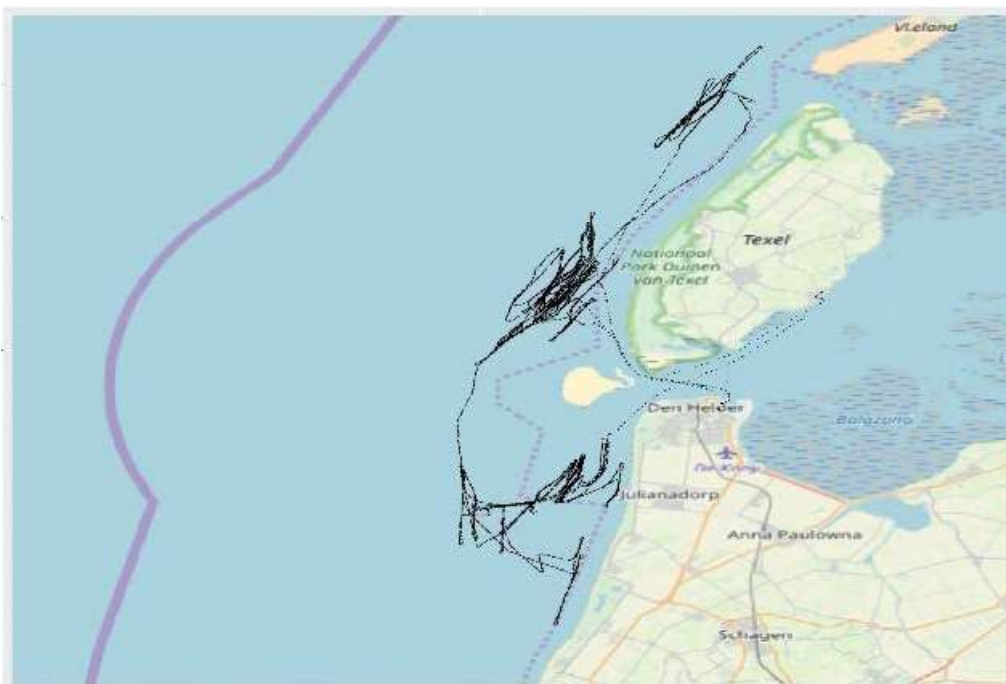 Vlieland
Texel
Nationaal
Park Duinen
van Texel
Den Helder
Balgzand
De Kooy
Julianadorp
Anna Paulowna
Schagen